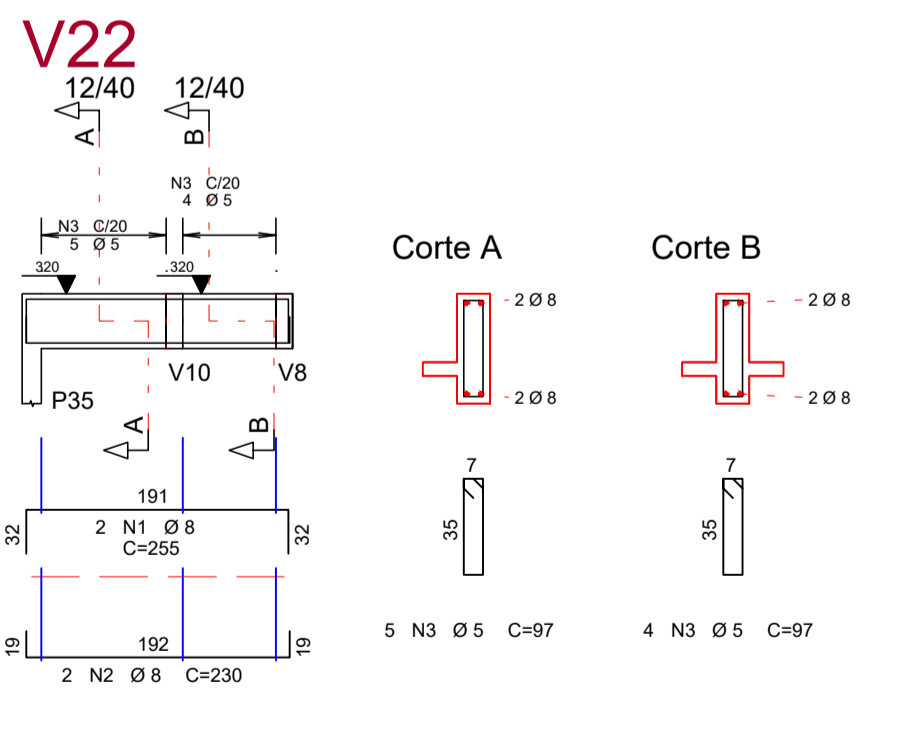 V22
12/40 12/40
A B
N3 C/20
4 Ø 5
N3 C/20
5 Ø 5
320 .320 .
Corte A Corte B
2 Ø 8 2 Ø 8
V10 V8
P35
2 Ø 8 2 Ø 8
A B
191
32 2 N1 Ø 8 32
C=255
7 7
35 35
19 192 19
2 N2 Ø 8 C=230
5 N3 Ø 5 C=97 4 N3 Ø 5 C=97